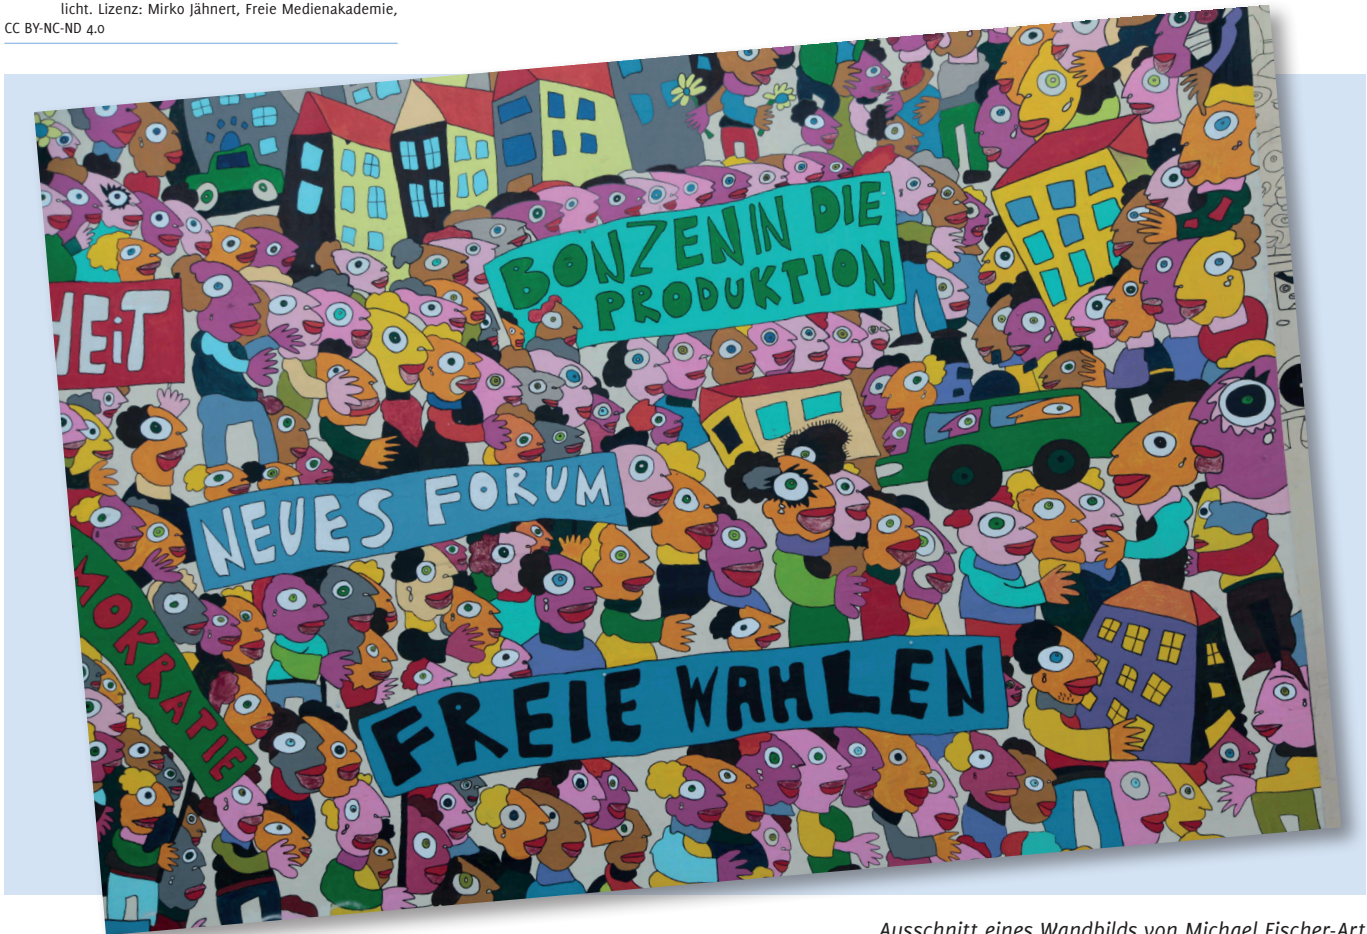 licht. Lizenz: Mirko Jähnert, Freie Medienakademie,
CC BY-NC-ND 4.0
BONZEN IN DIE
PRODUKTION
HEiT
NEUES FORUM
MOKRATIE
FREIE WAHLEN
Ausschnitt eines Wandbilds von Michael Fischer-Art